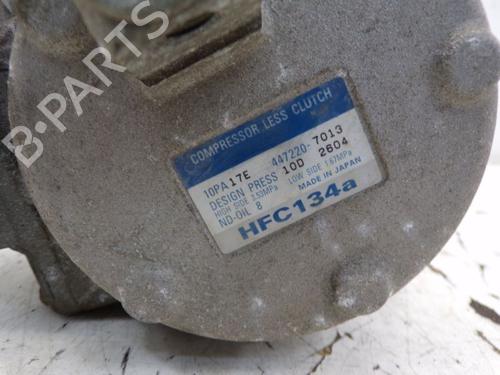 COMPRESSOR LESS CLUTCH
10PA17E 447220-7013
DESIGN PRESS 10D 2604
HIGH SIDE 3.53MPa LOW SIDE 1.67MPa
ND-OIL 8 MADE IN JAPAN
HFC134a
B-PARTS